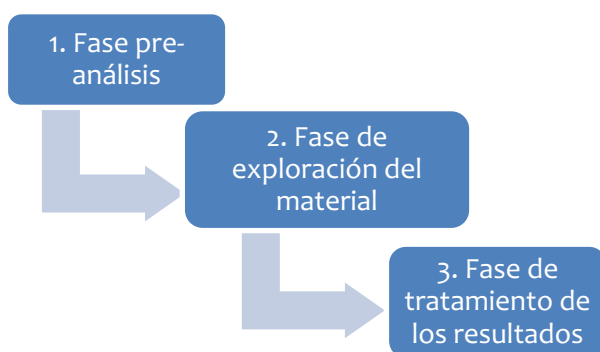 1. Fase pre-
análisis
2. Fase de
exploración del
material
3. Fase de
tratamiento de
los resultados